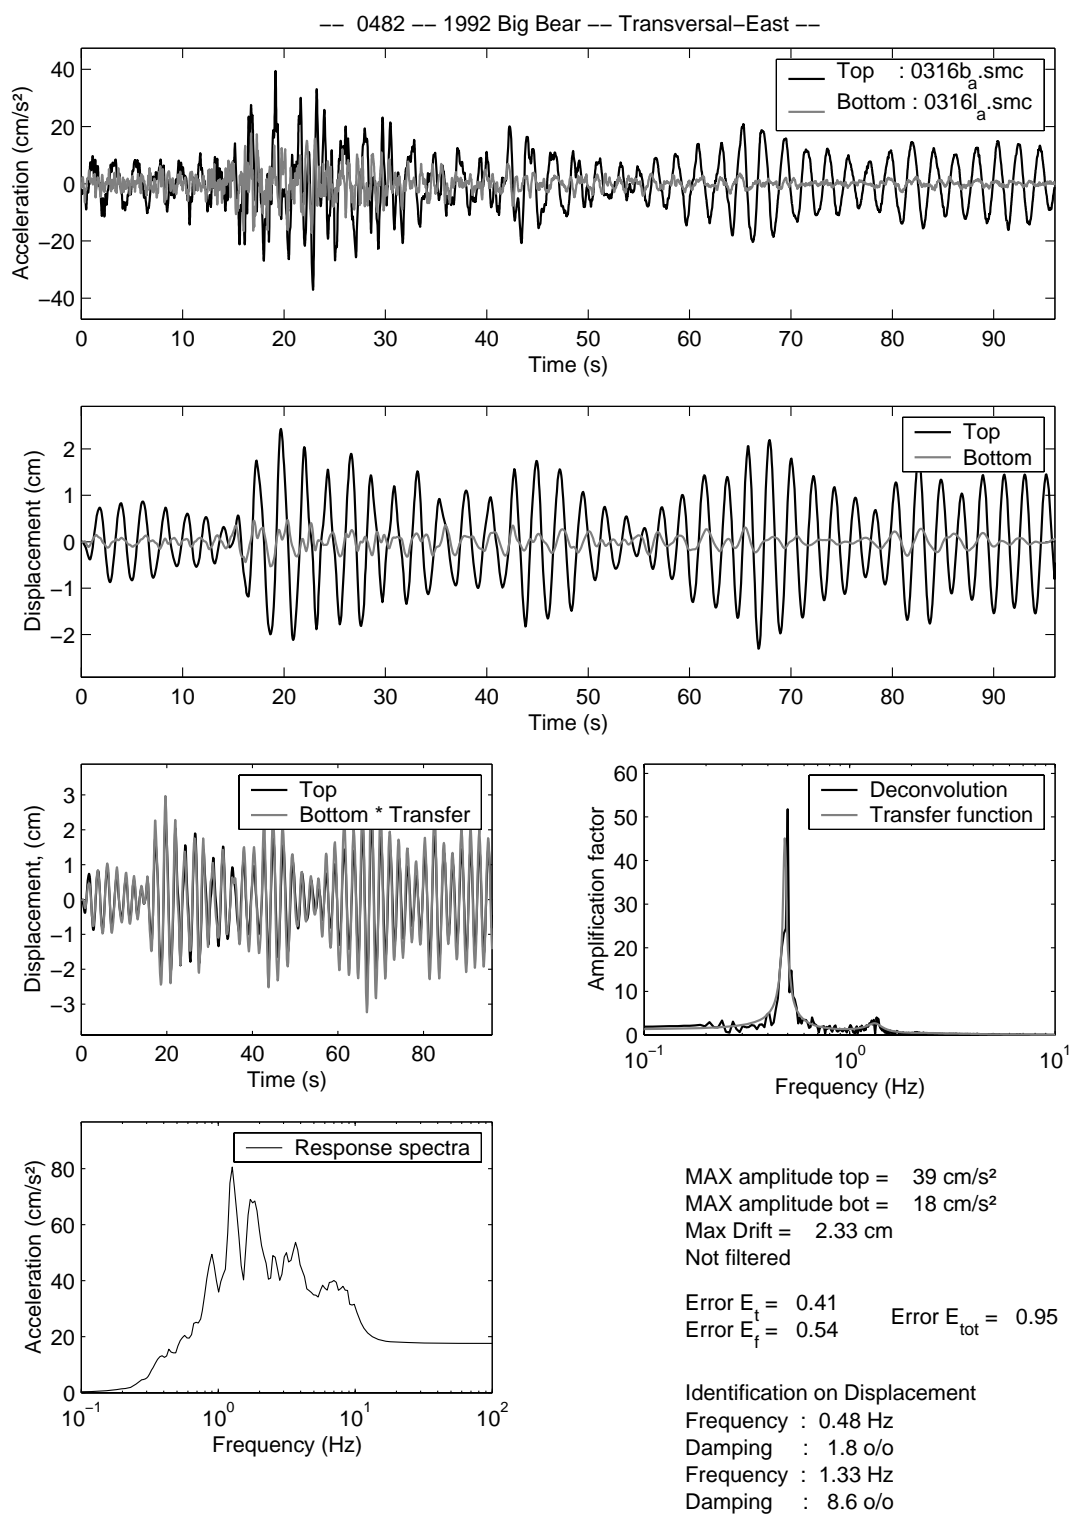 −− 0482 −− 1992 Big Bear −− Transversal−East −−
Acceleration (cm/s²)
40
20
0
−20
−40
Top : 0316b_a.smc
Bottom : 0316l_a.smc
0 10 20 30 40 50 60 70 80 90
Time (s)
Displacement (cm)
2
1
0
−1
−2
Top
Bottom
0 10 20 30 40 50 60 70 80 90
Time (s)
Displacement, (cm)
3
2
1
0
−1
−2
−3
Top
Bottom * Transfer
0 20 40 60 80
Time (s)
Amplification factor
60
50
40
30
20
10
0
Deconvolution
Transfer function
10^−1 10^0 10^1
Frequency (Hz)
Acceleration (cm/s²)
80
60
40
20
0
Response spectra
10^−1 10^0 10^1 10^2
Frequency (Hz)
MAX amplitude top = 39 cm/s²
MAX amplitude bot = 18 cm/s²
Max Drift = 2.33 cm
Not filtered
Error E_t = 0.41
Error E_f = 0.54
Error E_tot = 0.95
Identification on Displacement
Frequency : 0.48 Hz
Damping : 1.8 o/o
Frequency : 1.33 Hz
Damping : 8.6 o/o